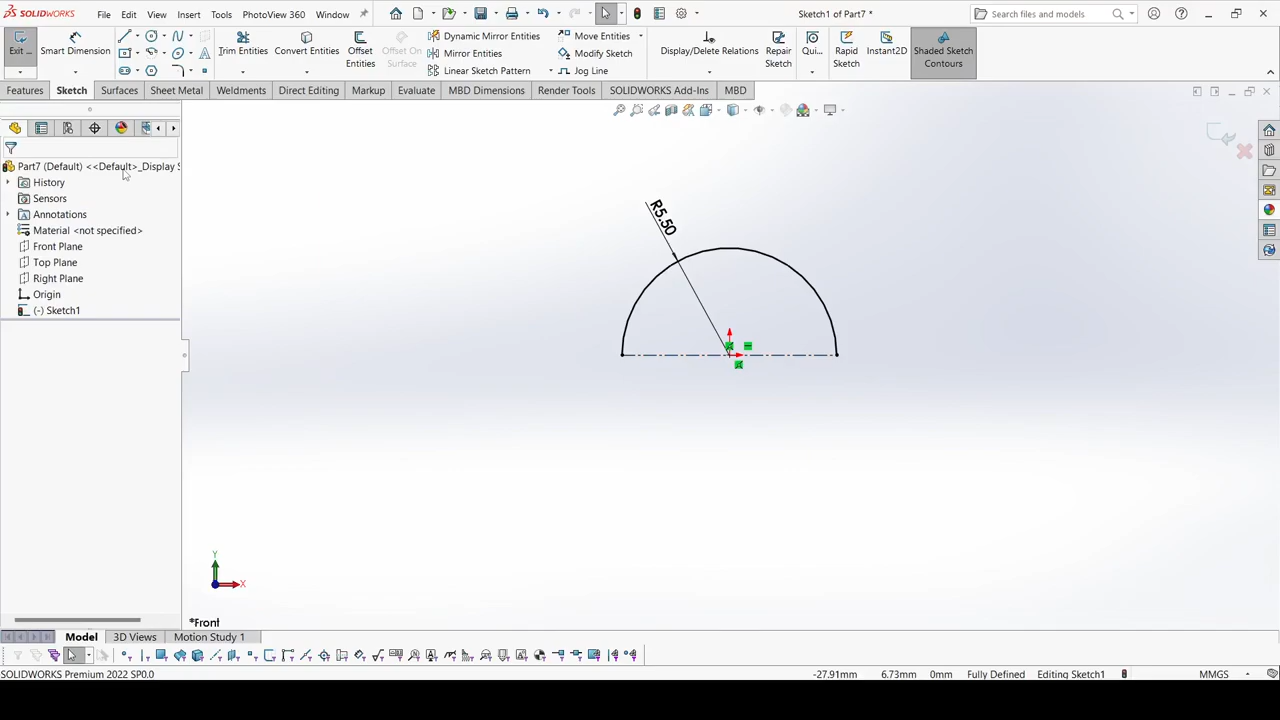 SOLIDWORKS File Edit View Insert Tools PhotoView 360 Window Sketch1 of Part7 * Search files and models
Exit ... Smart Dimension Trim Entities Convert Entities Offset Entities Offset On Surface Dynamic Mirror Entities Mirror Entities Linear Sketch Pattern Move Entities Modify Sketch Jog Line Display/Delete Relations Repair Sketch Qui... Rapid Sketch Instant2D Shaded Sketch Contours
Features Sketch Surfaces Sheet Metal Weldments Direct Editing Markup Evaluate MBD Dimensions Render Tools SOLIDWORKS Add-Ins MBD
Part7 (Default) <<Default>_Display S
History
Sensors
Annotations
Material <not specified>
Front Plane
Top Plane
Right Plane
Origin
(-) Sketch1
R5.50
Y
X
*Front
Model 3D Views Motion Study 1
SOLIDWORKS Premium 2022 SP0.0 -27.91mm 6.73mm 0mm Fully Defined Editing Sketch1 MMGS